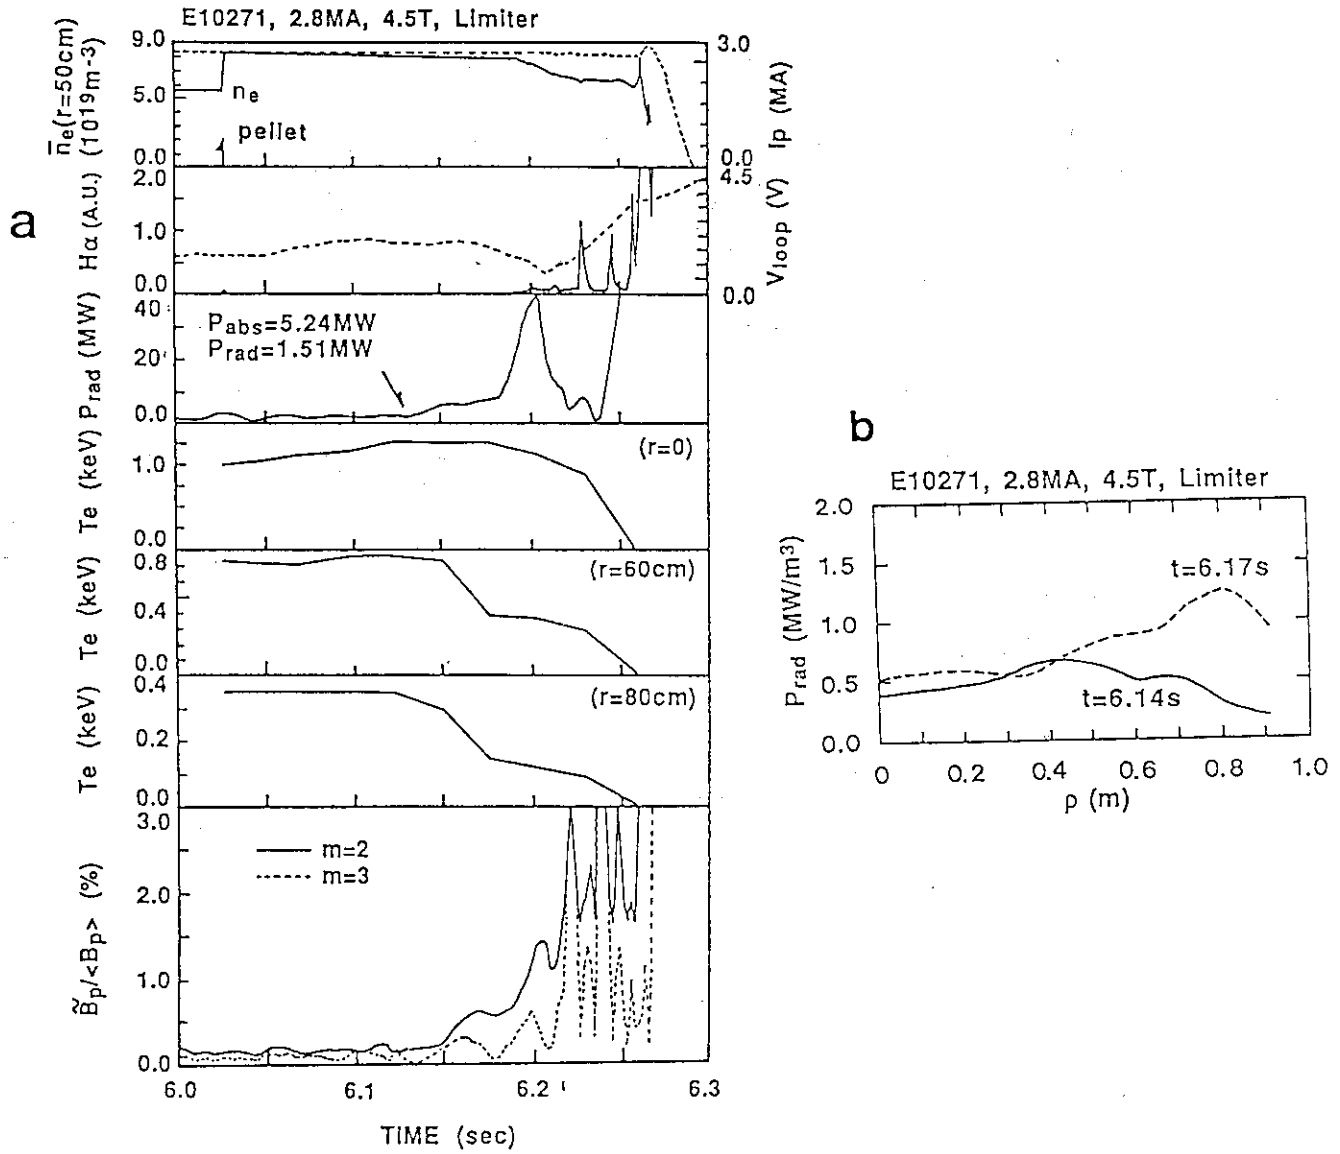 a
E10271, 2.8MA, 4.5T, Limiter
n̄e(r=50cm)
(10^19m^-3)
9.0
5.0
0.0
ne
pellet
3.0
0.0
Ip (MA)
Hα (A.U.)
2.0
1.0
0.0
4.5
0.0
Vloop (V)
Prad (MW)
40
20
0.0
Pabs=5.24MW
Prad=1.51MW
Te (keV)
1.0
0.0
(r=0)
Te (keV)
0.8
0.4
0.0
(r=60cm)
Te (keV)
0.4
0.2
0.0
(r=80cm)
B̃p/<Bp> (%)
3.0
2.0
1.0
0.0
m=2
m=3
6.0 6.1 6.2 6.3
TIME (sec)
b
E10271, 2.8MA, 4.5T, Limiter
Prad (MW/m³)
2.0
1.5
1.0
0.5
0.0
t=6.17s
t=6.14s
0 0.2 0.4 0.6 0.8 1.0
ρ (m)